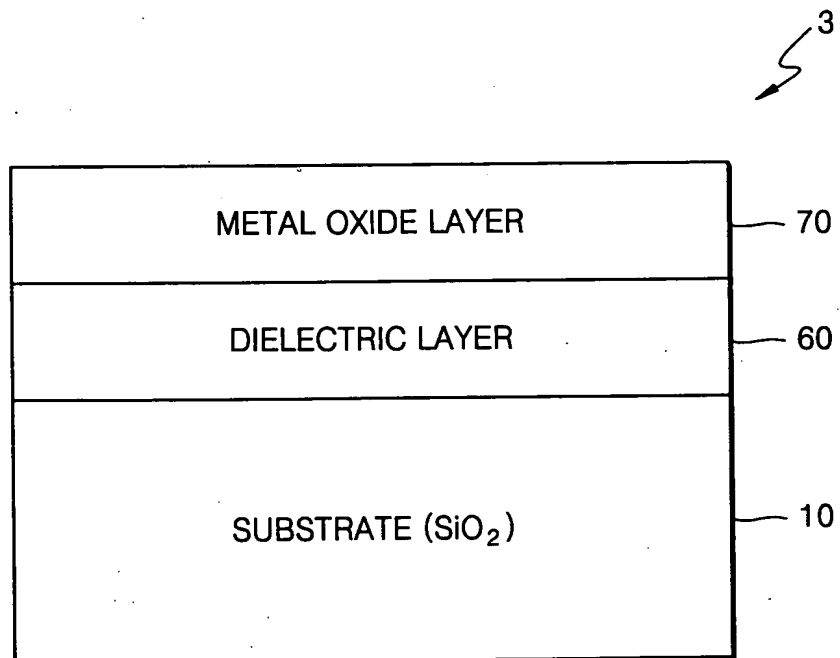 3
METAL OXIDE LAYER 70
DIELECTRIC LAYER 60
SUBSTRATE (SiO₂) 10